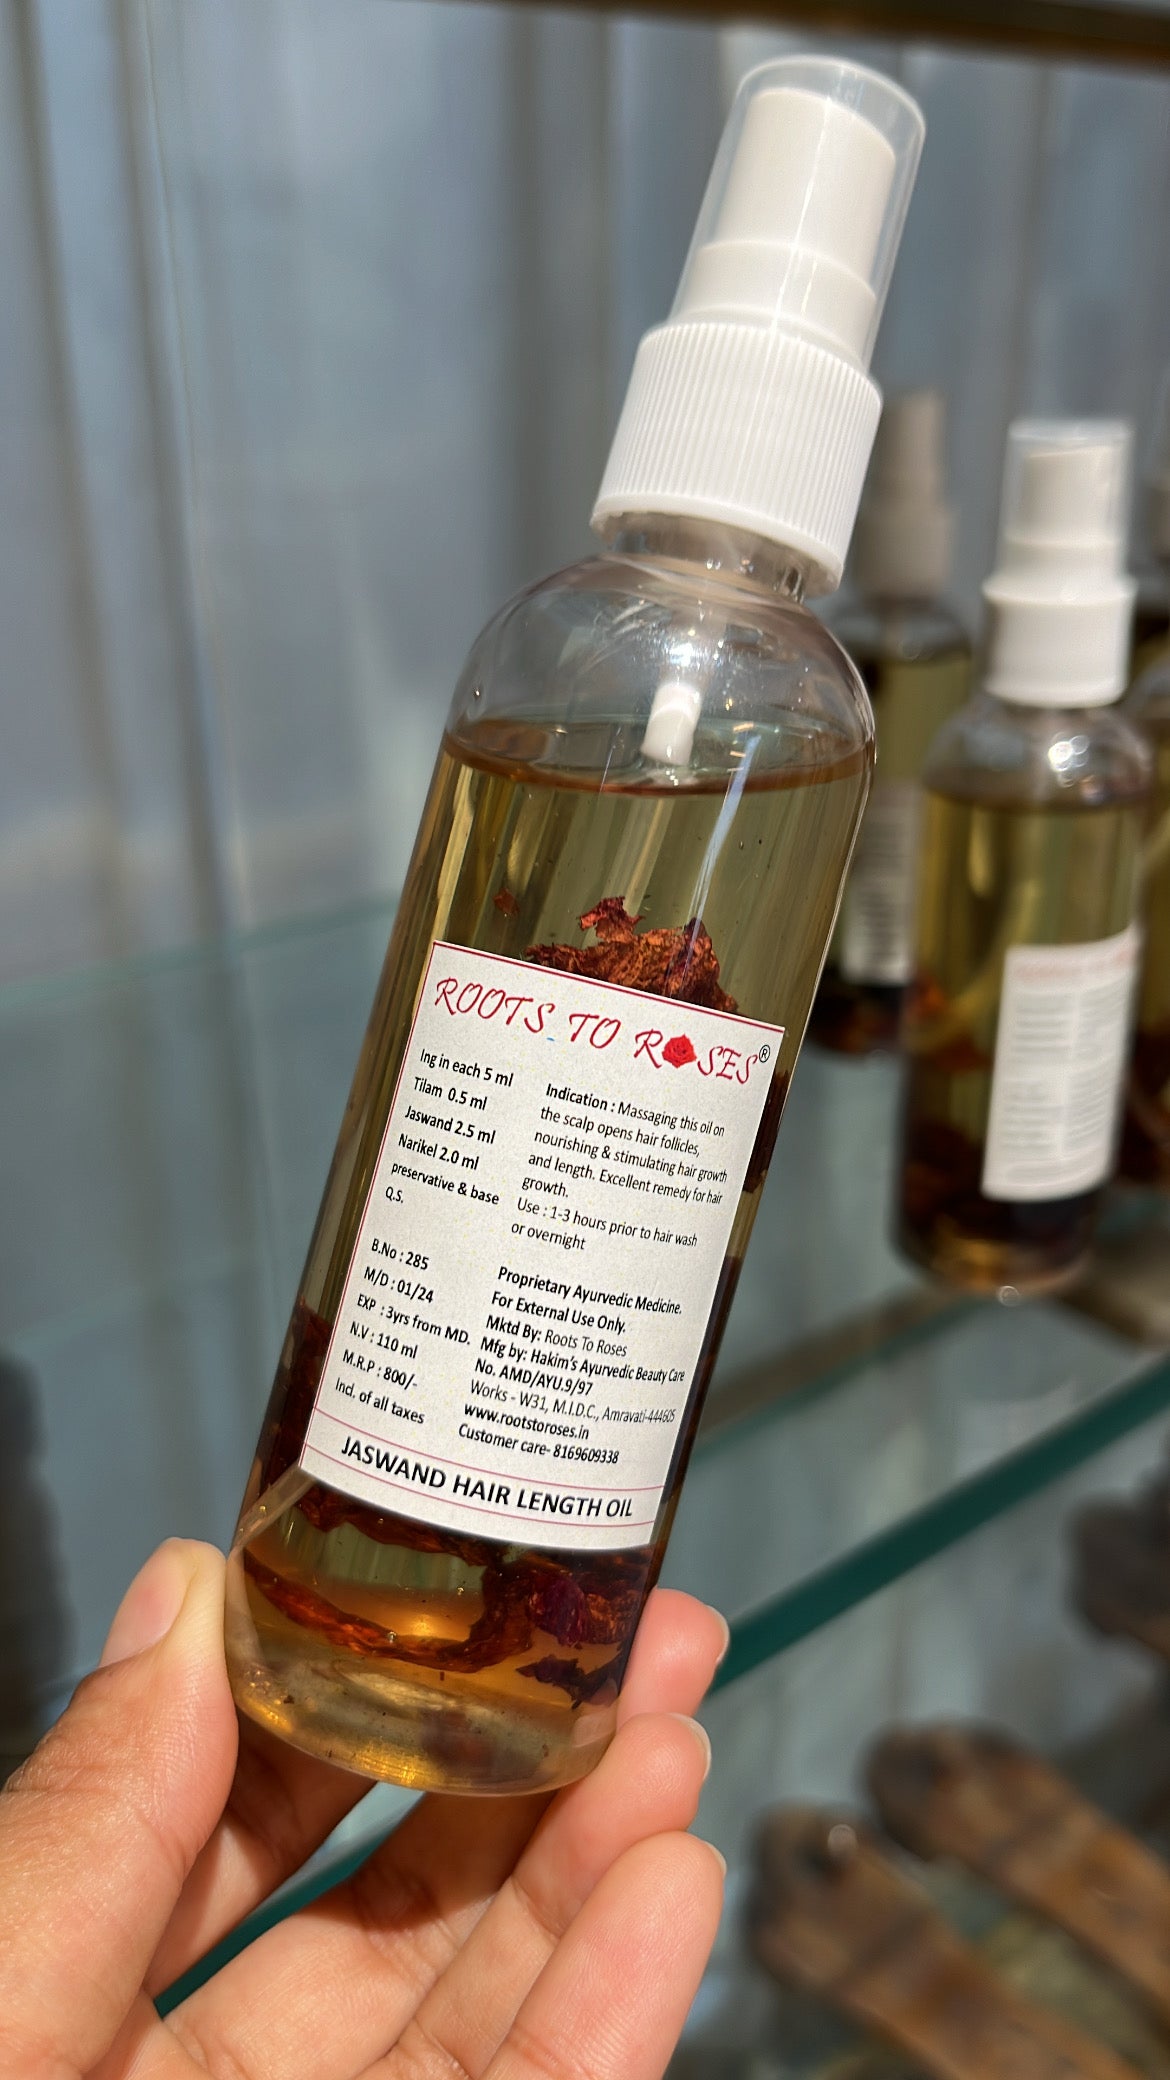 ROOTS TO ROSES®
Ing in each 5 ml
Tilam 0.5 ml
Jaswand 2.5 ml
Narikel 2.0 ml
preservative & base
Q.S.
B.No : 285
M/D : 01/24
EXP : 3yrs from MD.
N.V : 110 ml
M.R.P : 800/-
Incl. of all taxes
Indication : Massaging this oil on
the scalp opens hair follicles,
nourishing & stimulating hair growth
and length. Excellent remedy for hair
growth.
Use : 1-3 hours prior to hair wash
or overnight
Proprietary Ayurvedic Medicine.
For External Use Only.
Mktd By: Roots To Roses
Mfg by: Hakim's Ayurvedic Beauty Care
No. AMD/AYU.9/97
Works - W31, M.I.D.C., Amravati-444605
www.rootstoroses.in
Customer care- 8169609338
JASWAND HAIR LENGTH OIL